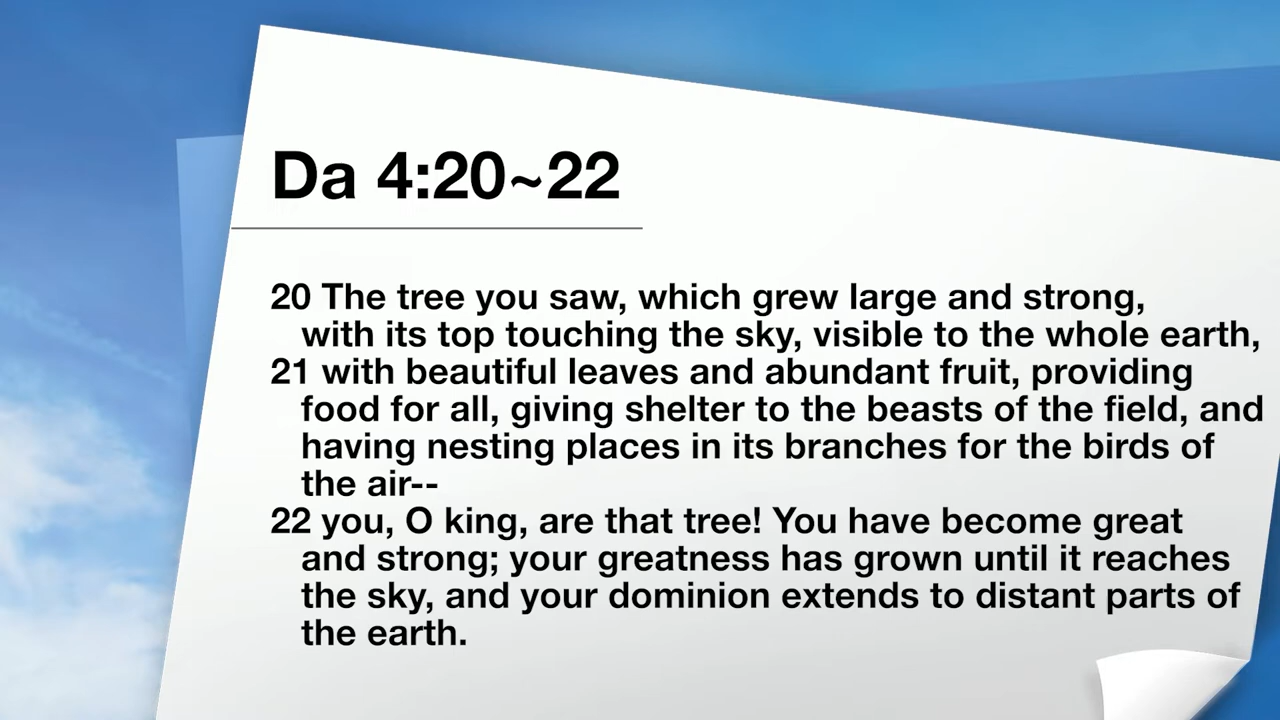 Da 4:20~22
20 The tree you saw, which grew large and strong,
with its top touching the sky, visible to the whole earth,
21 with beautiful leaves and abundant fruit, providing
food for all, giving shelter to the beasts of the field, and
having nesting places in its branches for the birds of
the air--
22 you, O king, are that tree! You have become great
and strong; your greatness has grown until it reaches
the sky, and your dominion extends to distant parts of
the earth.